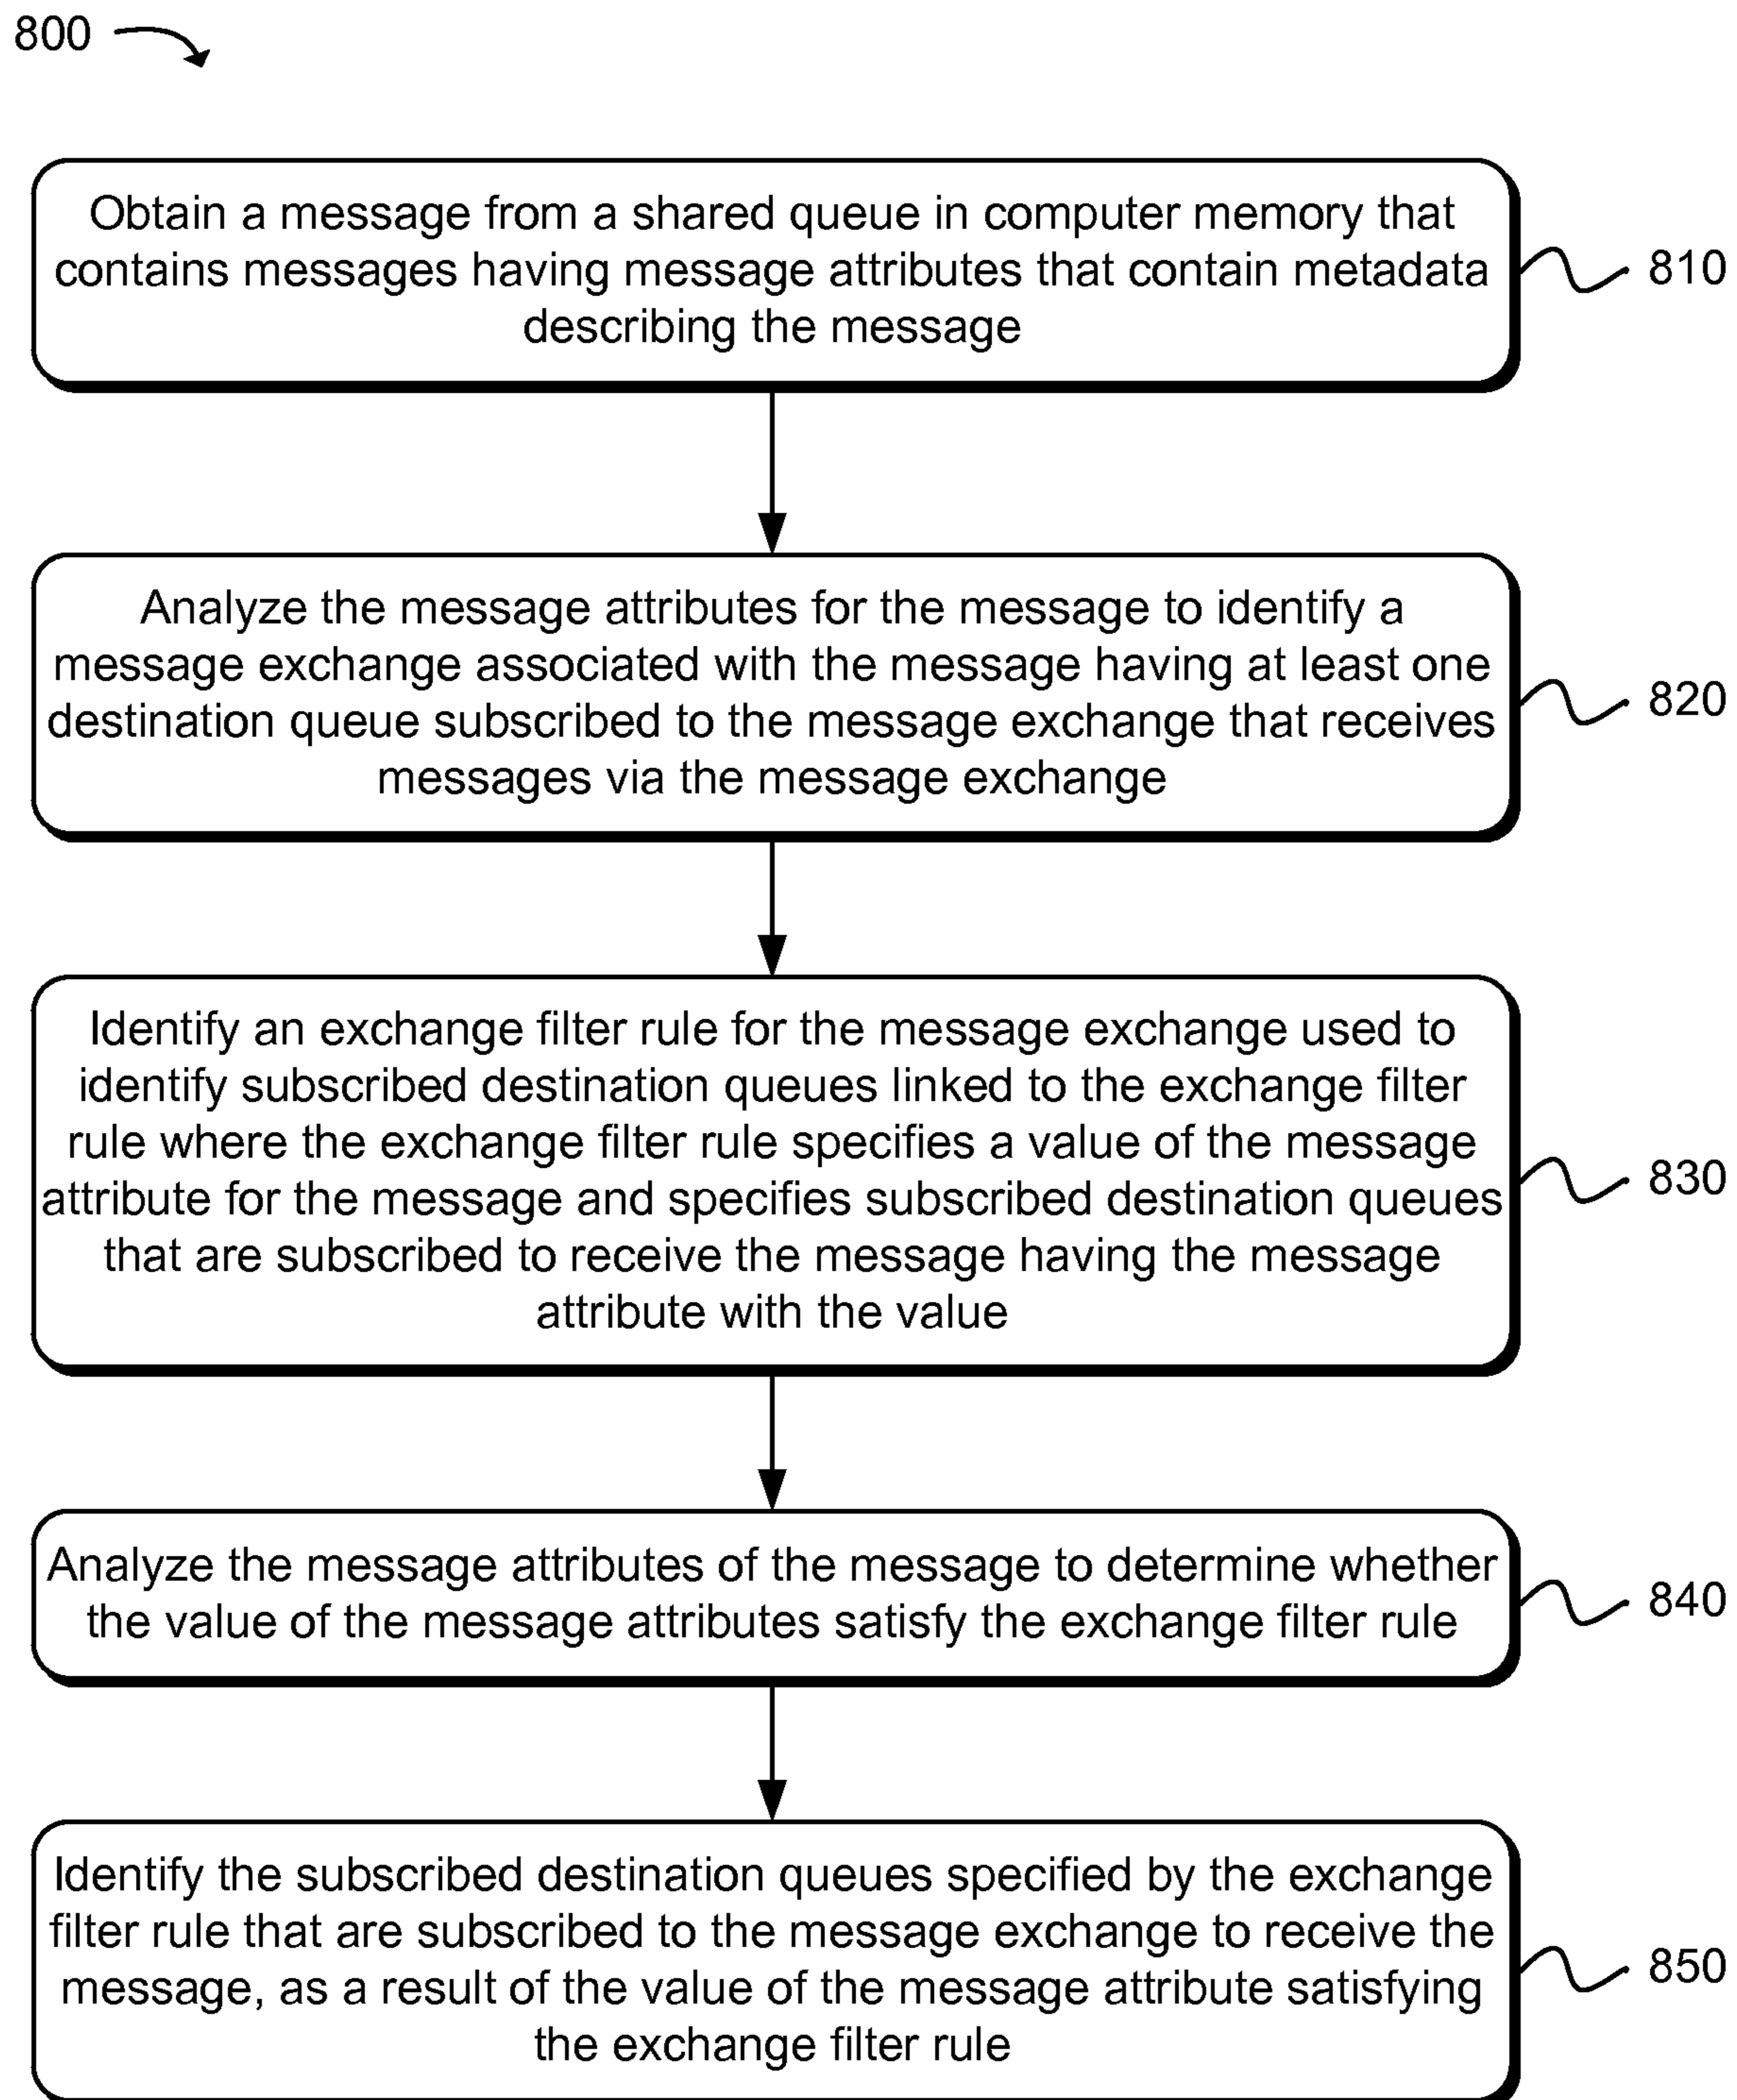 800
Obtain a message from a shared queue in computer memory that
contains messages having message attributes that contain metadata
describing the message
810
Analyze the message attributes for the message to identify a
message exchange associated with the message having at least one
destination queue subscribed to the message exchange that receives
messages via the message exchange
820
Identify an exchange filter rule for the message exchange used to
identify subscribed destination queues linked to the exchange filter
rule where the exchange filter rule specifies a value of the message
attribute for the message and specifies subscribed destination queues
that are subscribed to receive the message having the message
attribute with the value
830
Analyze the message attributes of the message to determine whether
the value of the message attributes satisfy the exchange filter rule
840
Identify the subscribed destination queues specified by the exchange
filter rule that are subscribed to the message exchange to receive the
message, as a result of the value of the message attribute satisfying
the exchange filter rule
850